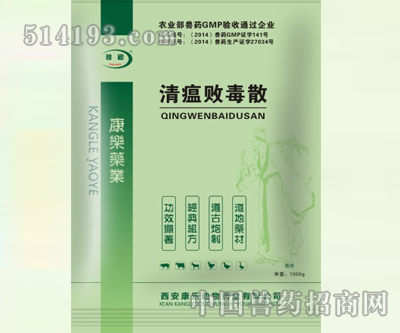 514193.com
农业部兽药GMP验收通过企业
(2014)兽药GMP证字141号
(2014)兽药生产证字27034号
康樂藥業
KANGLE YAOYE
清瘟败毒散
QINGWENBAIDUSAN
道地藥材
遵古炮制
經典組方
功效顯著
净重：1000g
西安康乐动物药业有限公司
中国兽药招商网